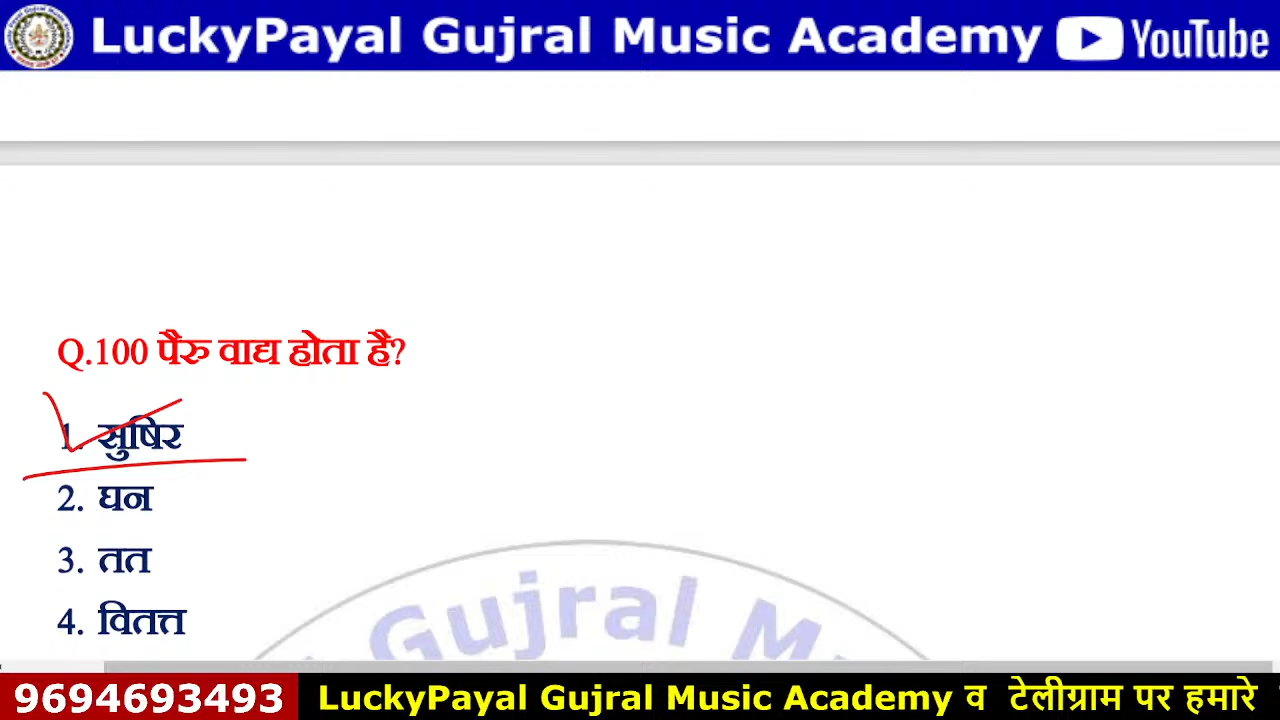 LuckyPayal Gujral Music Academy YouTube
Q.100 पैरु वाद्य होता है?
1. सुषिर
2. घन
3. तत
4. वितत्त
Gujral M
9694693493 LuckyPayal Gujral Music Academy व टेलीग्राम पर हमारे